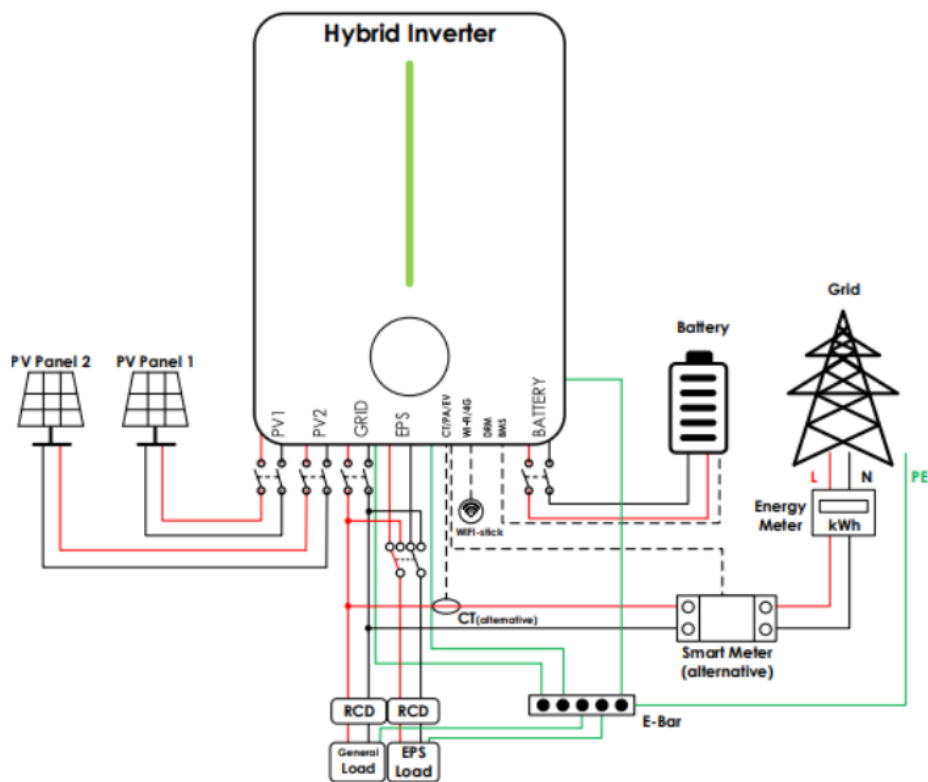 Hybrid Inverter
Grid
Battery
PV Panel 2
PV Panel 1
PV1
PV2
GRID
EPS
CT/PA/EV
WI-FI/4G
DRM
BMS
BATTERY
L
N
PE
Energy
Meter
kWh
WIFI-stick
CT(alternative)
Smart Meter
(alternative)
RCD
RCD
E-Bar
General
Load
EPS
Load